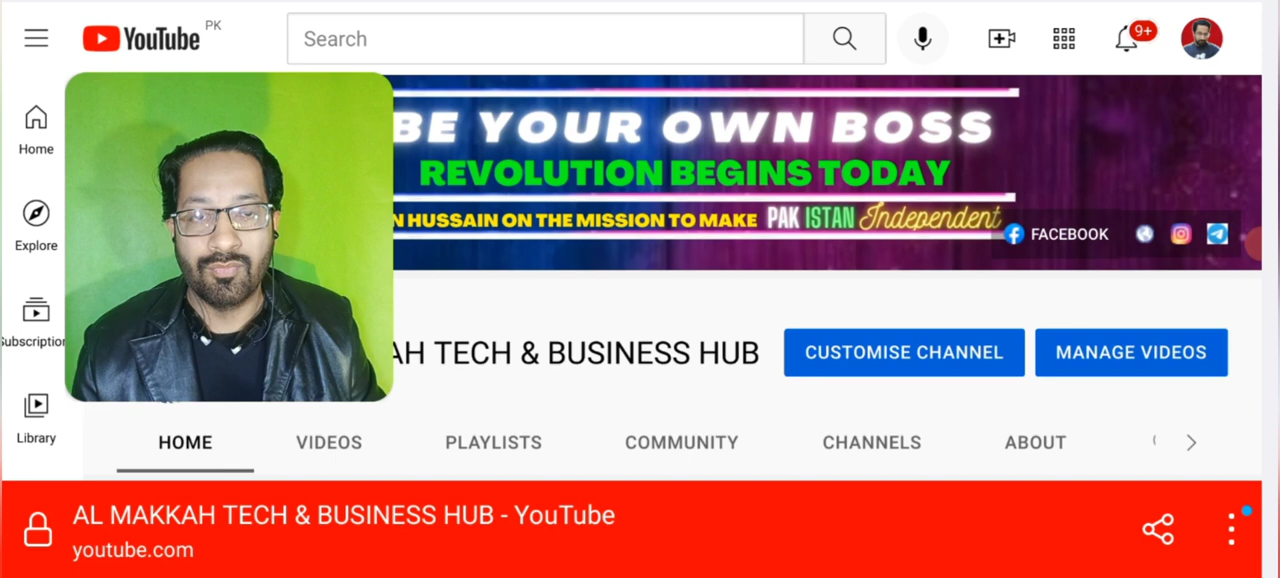 YouTube PK
Search
9+
Home
Explore
Subscription
Library
BE YOUR OWN BOSS
REVOLUTION BEGINS TODAY
N HUSSAIN ON THE MISSION TO MAKE PAKISTAN Independent
FACEBOOK
AH TECH & BUSINESS HUB
CUSTOMISE CHANNEL
MANAGE VIDEOS
HOME VIDEOS PLAYLISTS COMMUNITY CHANNELS ABOUT
AL MAKKAH TECH & BUSINESS HUB - YouTube
youtube.com